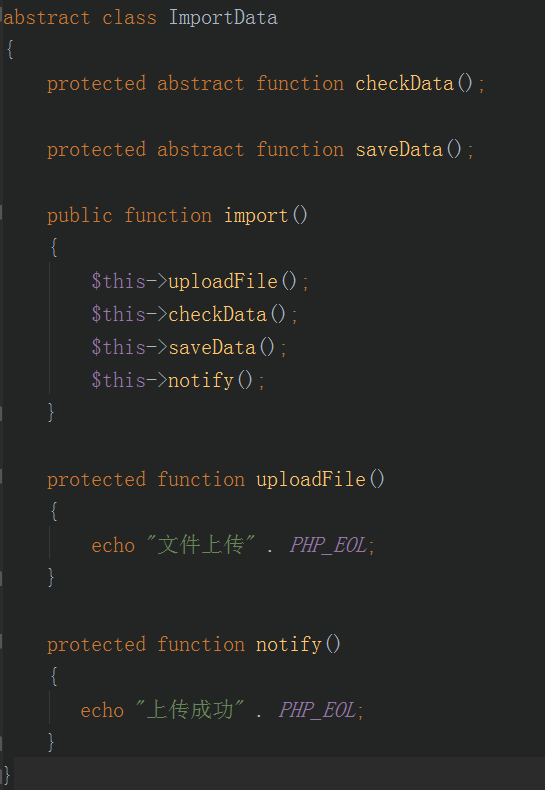 abstract class ImportData
{
    protected abstract function checkData();
    protected abstract function saveData();
    public function import()
    {
        $this->uploadFile();
        $this->checkData();
        $this->saveData();
        $this->notify();
    }
    protected function uploadFile()
    {
        echo "文件上传" . PHP_EOL;
    }
    protected function notify()
    {
       echo "上传成功" . PHP_EOL;
    }
}